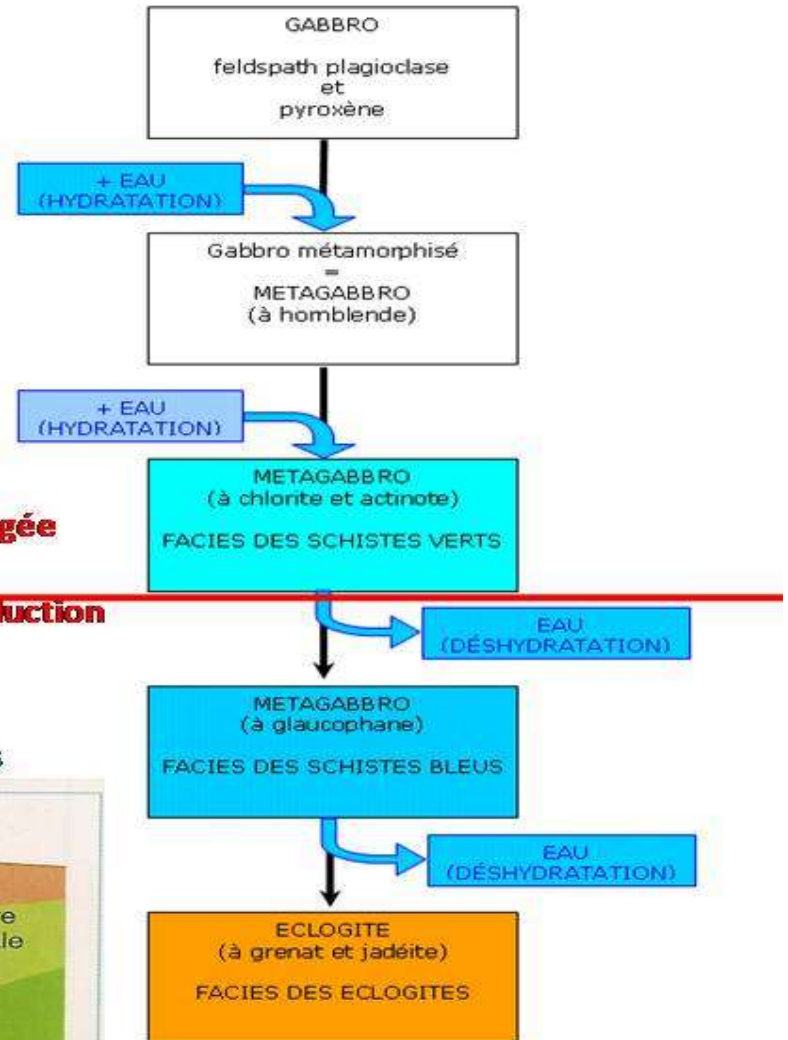 GABBRO
feldspath plagioclase
et
pyroxène
+ EAU
(HYDRATATION)
Gabbro métamorphisé
=
METAGABBRO
(à hornblende)
+ EAU
(HYDRATATION)
METAGABBRO
(à chlorite et actinote)
FACIES DES SCHISTES VERTS
gée
duction
EAU
(DÉSHYDRATATION)
METAGABBRO
(à glaucophane)
FACIES DES SCHISTES BLEUS
s
EAU
(DÉSHYDRATATION)
re
le
ECLOGITE
(à grenat et jadéite)
FACIES DES ECLOGITES